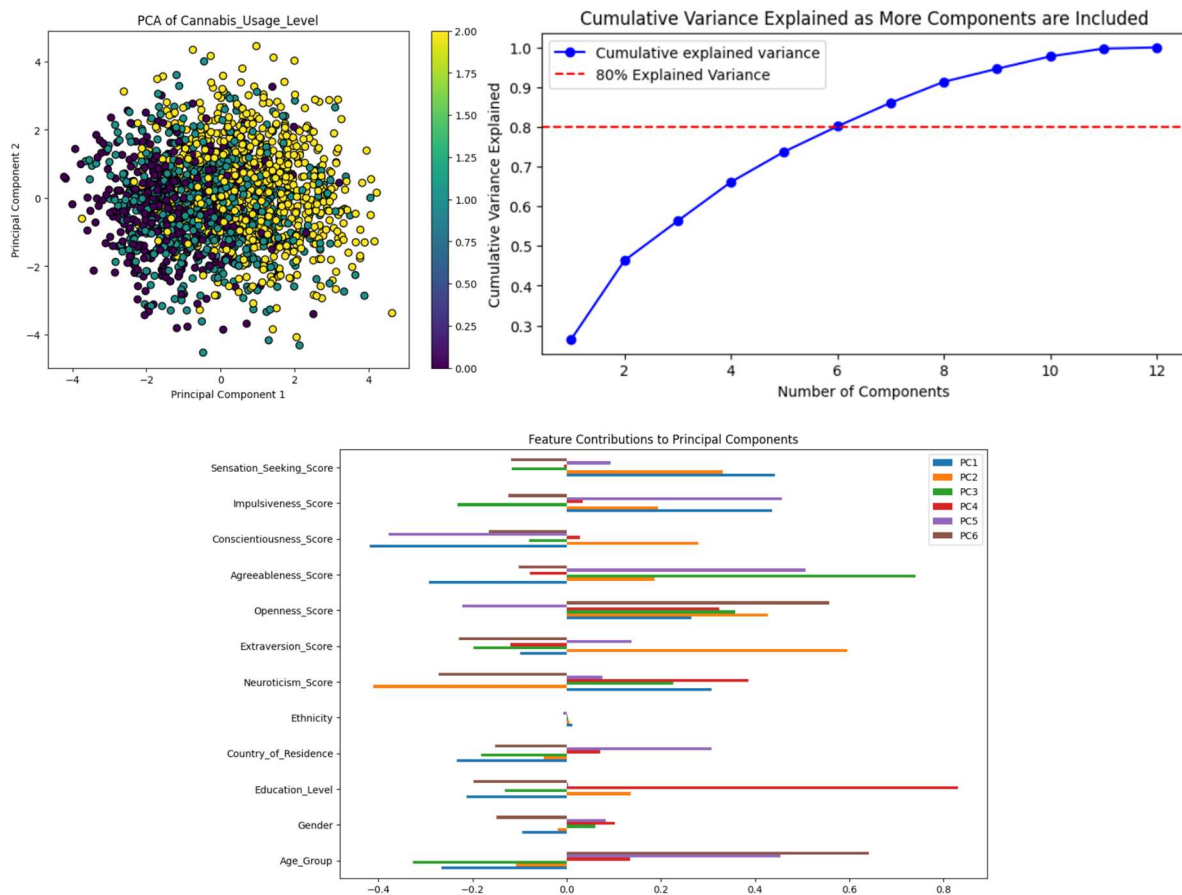 PCA of Cannabis_Usage_Level
4
2
0
−2
−4
Principal Component 2
−4
−2
0
2
4
Principal Component 1
2.00
1.75
1.50
1.25
1.00
0.75
0.50
0.25
0.00
Cumulative Variance Explained as More Components are Included
Cumulative explained variance
80% Explained Variance
1.0
0.9
0.8
0.7
0.6
0.5
0.4
0.3
Cumulative Variance Explained
2
4
6
8
10
12
Number of Components
Feature Contributions to Principal Components
Sensation_Seeking_Score
Impulsiveness_Score
Conscientiousness_Score
Agreeableness_Score
Openness_Score
Extraversion_Score
Neuroticism_Score
Ethnicity
Country_of_Residence
Education_Level
Gender
Age_Group
PC1
PC2
PC3
PC4
PC5
PC6
−0.4
−0.2
0.0
0.2
0.4
0.6
0.8